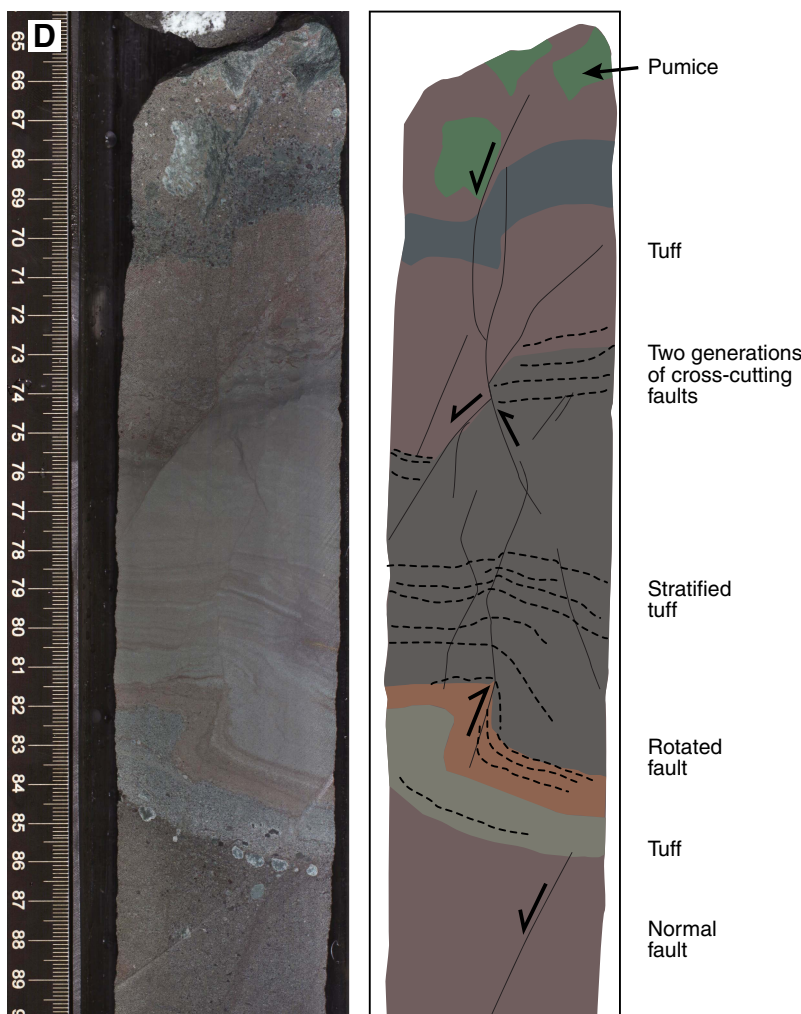 D
65
66
67
68
69
70
71
72
73
74
75
76
77
78
79
80
81
82
83
84
85
86
87
88
89
Pumice
Tuff
Two generations
of cross-cutting
faults
Stratified
tuff
Rotated
fault
Tuff
Normal
fault